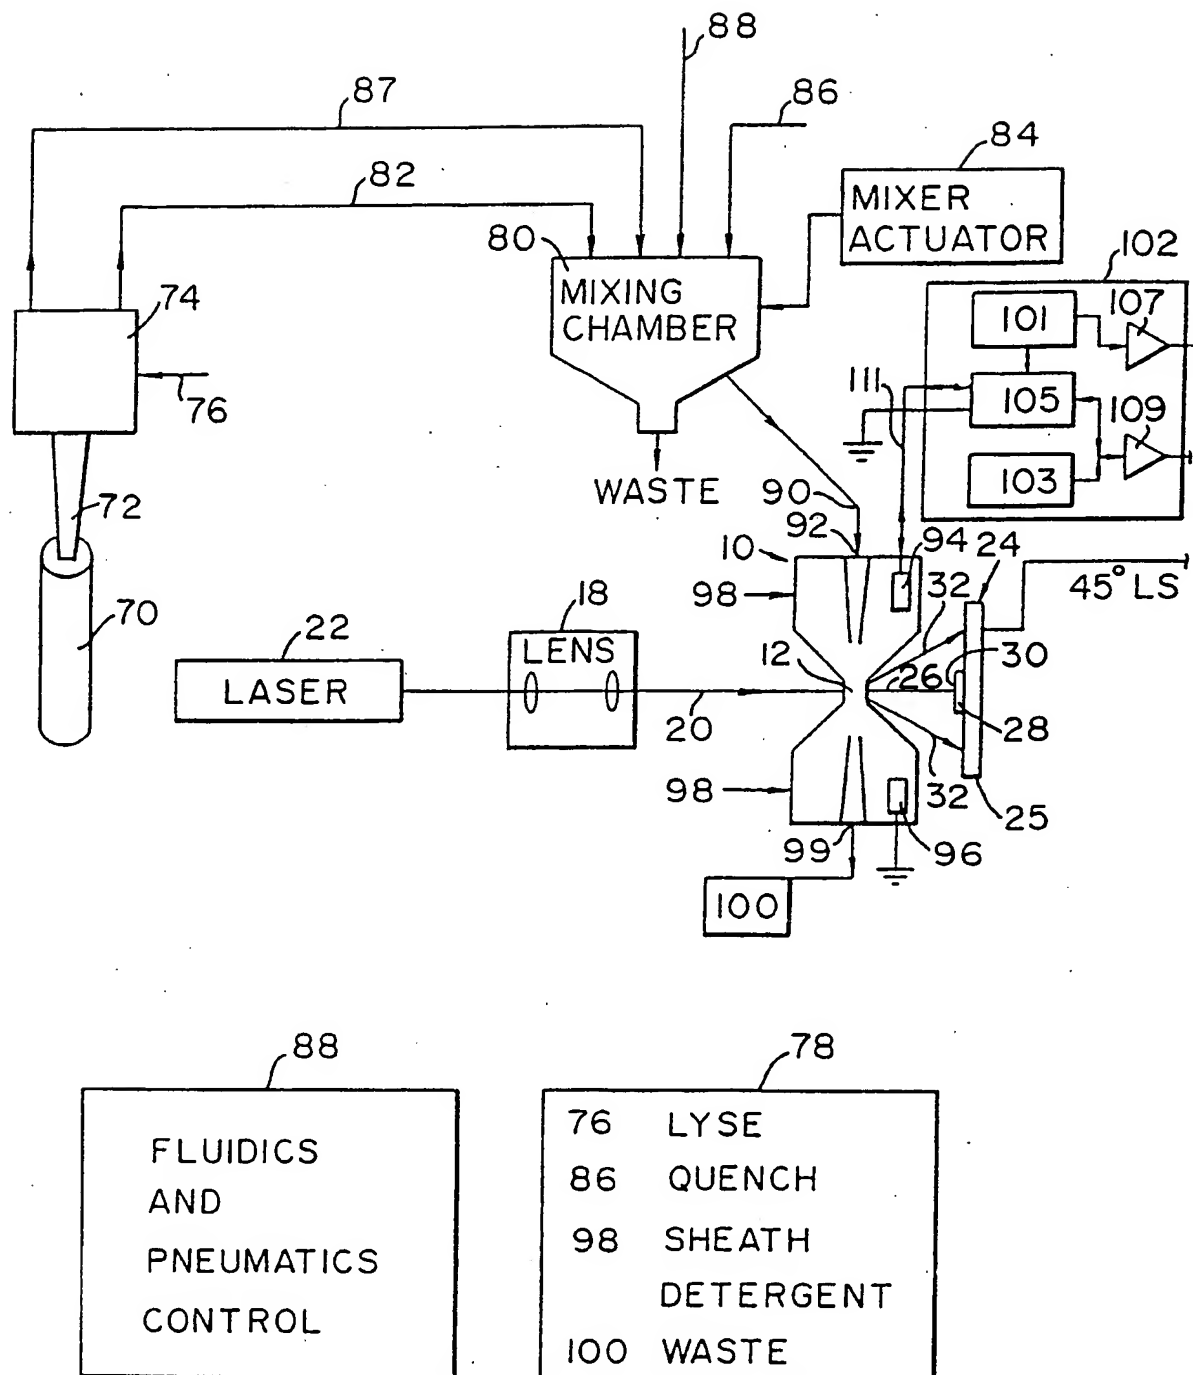 88
87
86
84
82
MIXER
ACTUATOR
80
MIXING
CHAMBER
102
74
101
107
76
111
105
109
103
72
WASTE
90
92
10
94
24
98
32
45° LS
70
18
22
LENS
12
30
LASER
26
20
28
98
32
25
99
96
100
88
78
FLUIDICS
AND
PNEUMATICS
CONTROL
76 LYSE
86 QUENCH
98 SHEATH
DETERGENT
100 WASTE